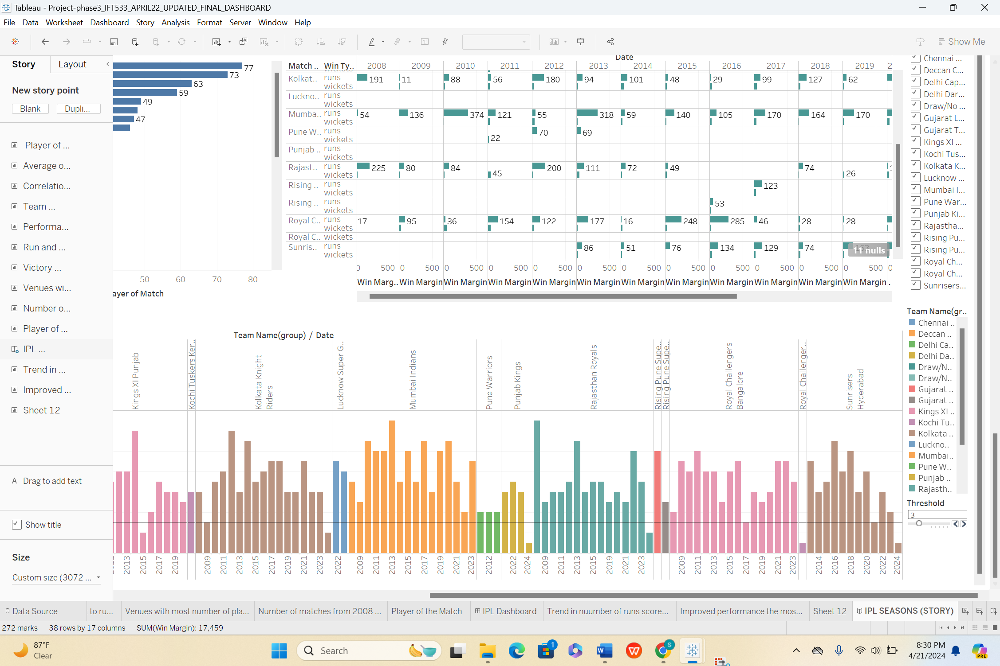 Tableau - Project-phase3_IFT533_APRIL22_UPDATED_FINAL_DASHBOARD
File Data Worksheet Dashboard Story Analysis Format Server Window Help
Show Me
Story Layout
New story point
Blank Dupli...
Player of ...
Average o...
Correlatio...
Team ...
Performa...
Run and ...
Victory ...
Venues wi...
Number o...
Player of ...
IPL ...
Trend in ...
Improved ...
Sheet 12
A Drag to add text
Show title
Size
Custom size (3072 ...
77
73
63
59
49
47
50 60 70 80
ayer of Match
Date
Match .. Win Ty.. 2008 2009 2010 2011 2012 2013 2014 2015 2016 2017 2018 2019 2
Kolkat.. runs 191 11 88 56 180 94 101 48 29 99 127 62
wickets
Luckno.. runs
wickets
Mumba.. runs 54 136 374 121 55 318 59 140 105 170 164 170
wickets
Pune W.. runs 70 69
wickets 22
Punjab .. runs
wickets
Rajast.. runs 225 80 84 200 111 72 49 74
wickets 45 26
Rising .. runs 123
wickets
Rising .. runs 53
wickets
Royal C.. runs 17 95 36 154 122 177 16 248 285 46 28 28
wickets
Royal C.. wickets
Sunris.. runs 86 51 76 134 129 74 163
wickets
11 nulls
0 500 0 500 0 500 0 500 0 500 0 500 0 500 0 500 0 500 0 500 0 500 0 500 0
Win Marg.. Win Margin Win Margin Win Margin Win Margin Win Margin Win Margin Win Margin Win Margin Win Margin Win Margin Win Margin .
Chennai ...
Deccan C...
Delhi Cap...
Delhi Dar...
Draw/No ...
Gujarat L...
Gujarat T...
Kings XI ...
Kochi Tus...
Kolkata K...
Lucknow ...
Mumbai I...
Pune War...
Punjab Ki...
Rajastha...
Rising Pu...
Rising Pu...
Royal Ch...
Royal Ch...
Sunrisers...
Team Name(gr..
Chennai ..
Deccan ..
Delhi Ca..
Delhi Da..
Draw/N..
Draw/N..
Gujarat ..
Gujarat ..
Kings XI ..
Kochi Tu..
Kolkata ..
Luckno..
Mumbai..
Pune W..
Punjab ..
Rajasth..
Threshold
3
Team Name(group) / Date
Kings XI Punjab
Kochi Tuskers Ker..
Kolkata Knight
Riders
Lucknow Super G..
Mumbai Indians
Pune Warriors
Punjab Kings
Rajasthan Royals
Rising Pune Supe..
Rising Pune Supe..
Royal Challengers
Bangalore
Royal Challenger..
Sunrisers
Hyderabad
2013 2015 2017 2019 2009 2011 2013 2015 2017 2019 2021 2023 2022 2009 2011 2013 2015 2017 2019 2021 2023 2012 2022 2024 2009 2011 2013 2015 2019 2021 2023 2009 2011 2013 2015 2017 2019 2021 2023 2014 2016 2018 2020 2022 2024
Data Source : to ru... Venues with most number of pla... Number of matches from 2008 ... Player of the Match IPL Dashboard Trend in nuumber of runs score... Improved performance the mos... Sheet 12 IPL SEASONS (STORY)
272 marks 38 rows by 17 columns SUM(Win Margin): 17,459
87°F
Clear
Search
1
S
8:30 PM
4/21/2024
PRE